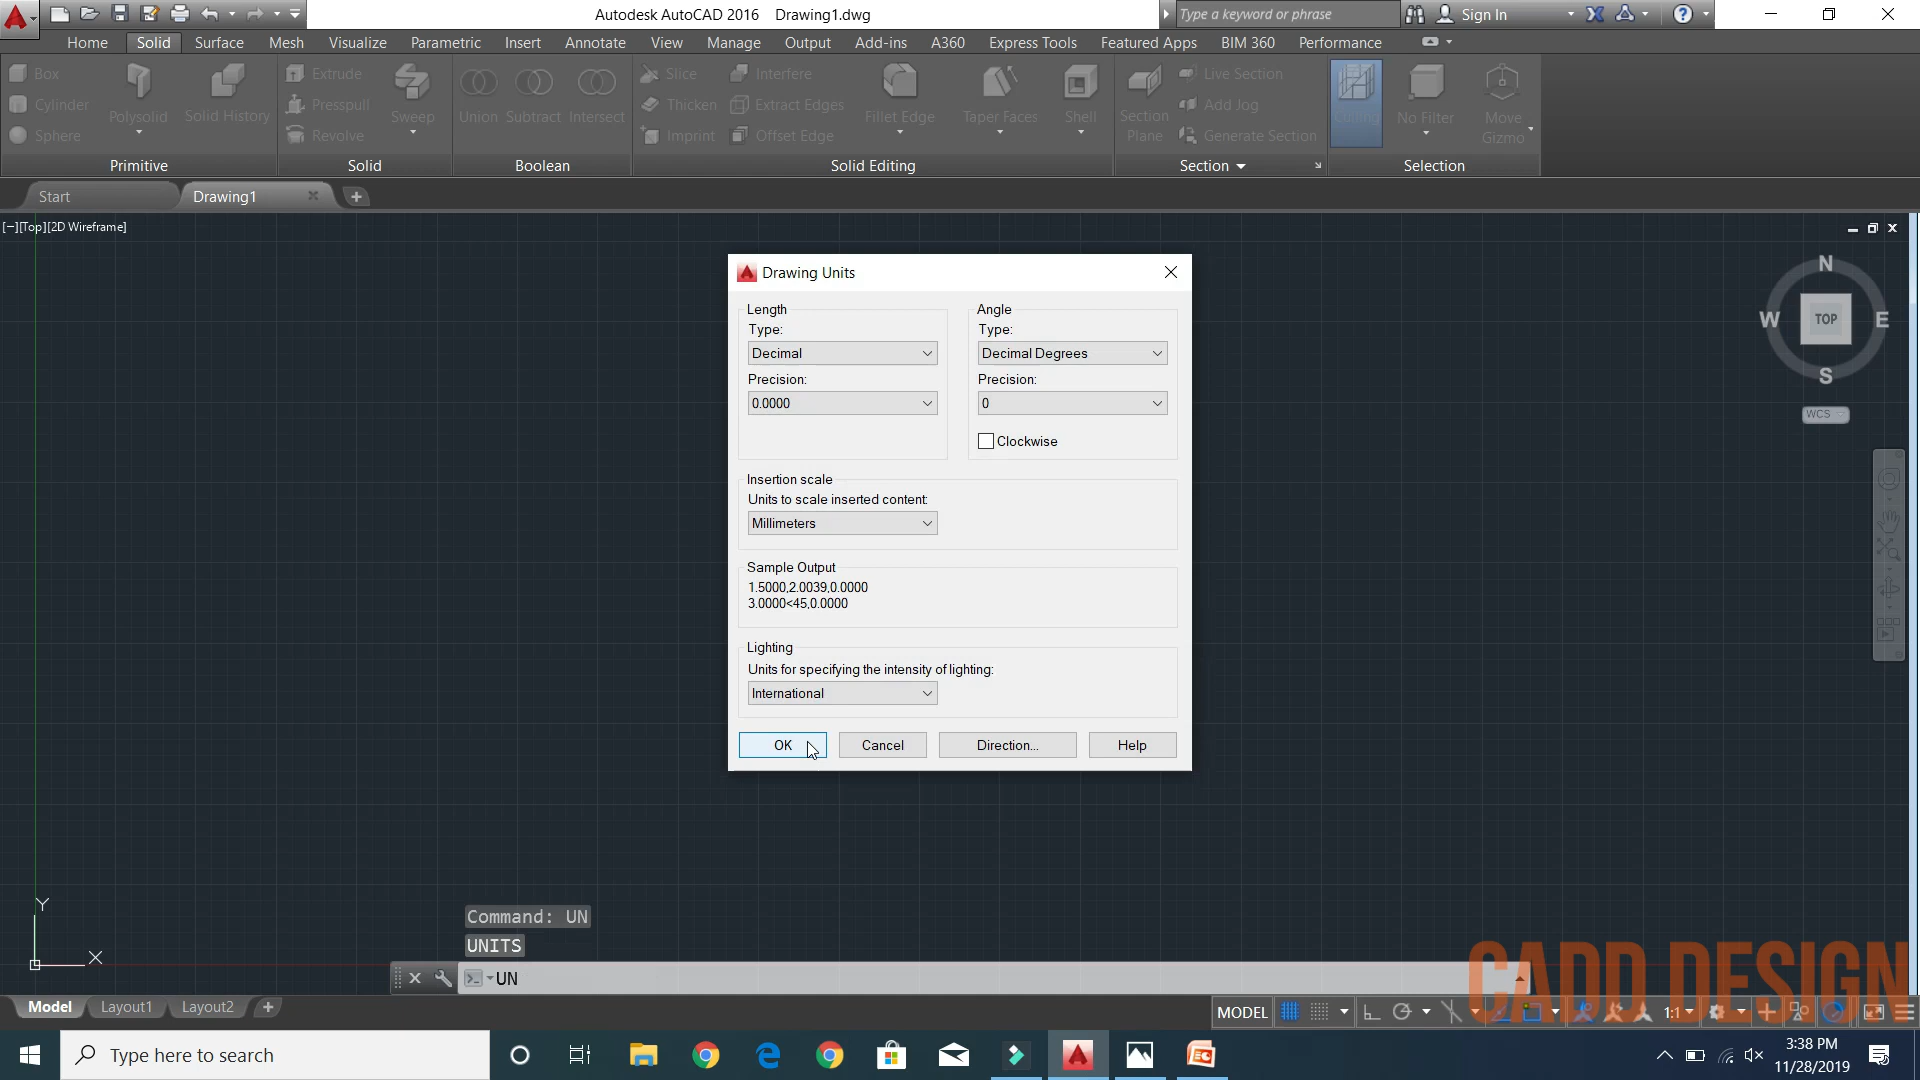 Autodesk AutoCAD 2016 Drawing1.dwg
Type a keyword or phrase
Sign In
Home Solid Surface Mesh Visualize Parametric Insert Annotate View Manage Output Add-ins A360 Express Tools Featured Apps BIM 360 Performance
Box
Cylinder
Sphere
Polysolid
Solid History
Primitive
Extrude
Presspull
Revolve
Sweep
Solid
Union Subtract Intersect
Boolean
Slice
Thicken
Imprint
Interfere
Extract Edges
Offset Edge
Fillet Edge
Taper Faces
Shell
Solid Editing
Section
Plane
Live Section
Add Jog
Generate Section
Section
Culling
No Filter
Move
Gizmo
Selection
Start
Drawing1
[−][Top][2D Wireframe]
N
W
TOP
E
S
WCS
Drawing Units
Length
Type:
Decimal
Precision:
0.0000
Angle
Type:
Decimal Degrees
Precision:
0
Clockwise
Insertion scale
Units to scale inserted content:
Millimeters
Sample Output
1.5000,2.0039,0.0000
3.0000<45,0.0000
Lighting
Units for specifying the intensity of lighting:
International
OK
Cancel
Direction...
Help
Y
X
Command: UN
UNITS
UN
CADD DESIGN
Model
Layout1
Layout2
MODEL
1:1
Type here to search
3:38 PM
11/28/2019